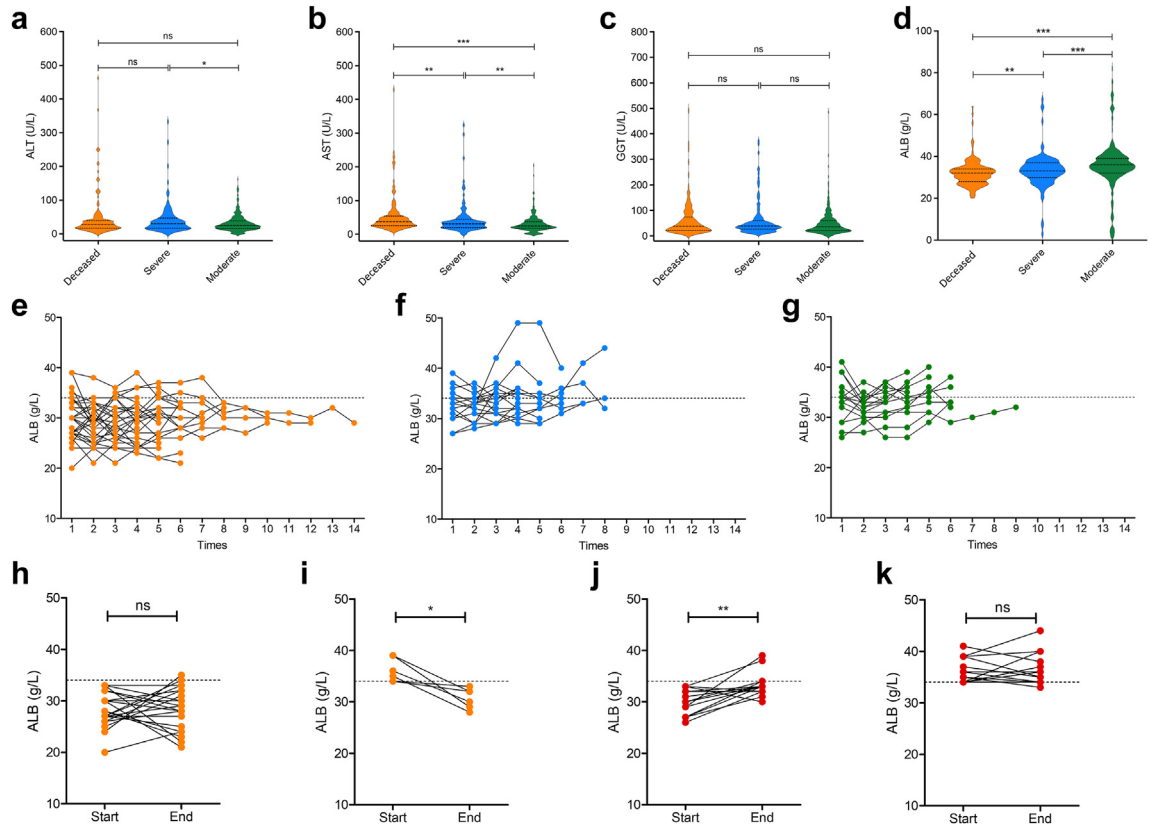 a
ALT (U/L)
600
500
400
300
200
100
0
ns
ns
*
Deceased
Severe
Moderate
b
AST (U/L)
600
500
400
300
200
100
0
***
**
**
Deceased
Severe
Moderate
c
GGT (U/L)
800
700
600
500
400
300
200
100
0
ns
ns
ns
Deceased
Severe
Moderate
d
ALB (g/L)
100
80
60
40
20
0
***
***
**
Deceased
Severe
Moderate
e
ALB (g/L)
50
40
30
20
10
1 2 3 4 5 6 7 8 9 10 11 12 13 14
Times
f
ALB (g/L)
50
40
30
20
10
1 2 3 4 5 6 7 8 9 10 11 12 13 14
Times
g
ALB (g/L)
50
40
30
20
10
1 2 3 4 5 6 7 8 9 10 11 12 13 14
Times
h
ALB (g/L)
50
40
30
20
10
ns
Start End
i
ALB (g/L)
50
40
30
20
10
*
Start End
j
ALB (g/L)
50
40
30
20
10
**
Start End
k
ALB (g/L)
50
40
30
20
10
ns
Start End